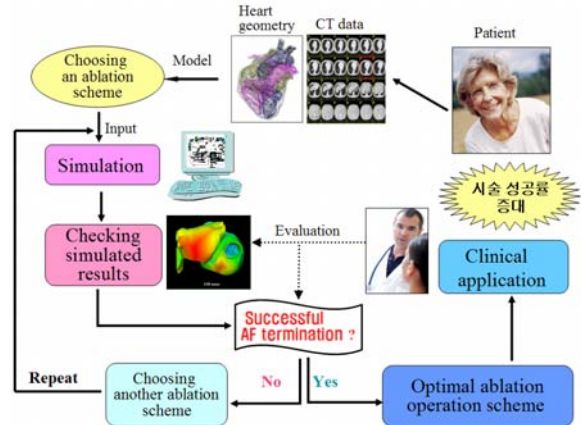 Heart
geometry
CT data
Patient
Model
Choosing
an ablation
scheme
Input
Simulation
시술 성공률
증대
Checking
simulated
results
Evaluation
Clinical
application
Successful
AF termination ?
Repeat
Choosing
another ablation
scheme
No
Yes
Optimal ablation
operation scheme